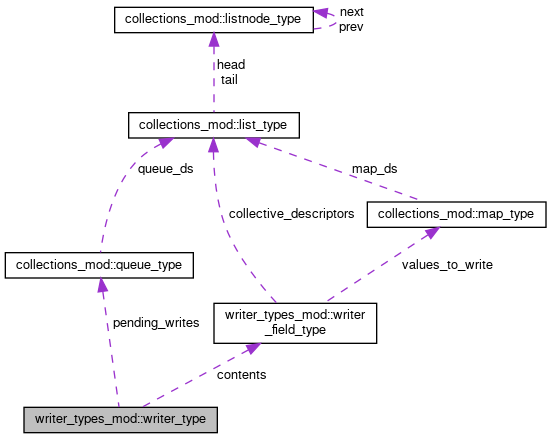 collections_mod::listnode_type
next
prev
head
tail
collections_mod::list_type
queue_ds
map_ds
collective_descriptors
collections_mod::map_type
collections_mod::queue_type
values_to_write
writer_types_mod::writer
_field_type
pending_writes
contents
writer_types_mod::writer_type